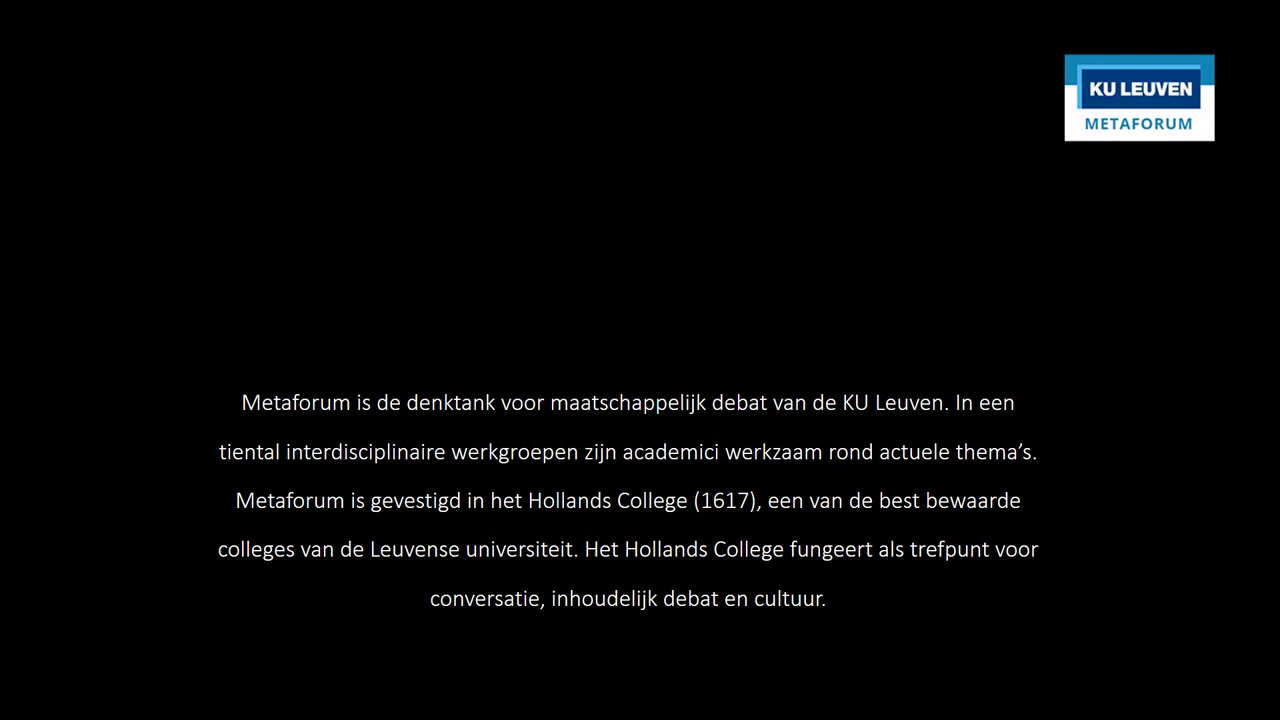 KU LEUVEN
METAFORUM
Metaforum is de denktank voor maatschappelijk debat van de KU Leuven. In een
tiental interdisciplinaire werkgroepen zijn academici werkzaam rond actuele thema’s.
Metaforum is gevestigd in het Hollands College (1617), een van de best bewaarde
colleges van de Leuvense universiteit. Het Hollands College fungeert als trefpunt voor
conversatie, inhoudelijk debat en cultuur.